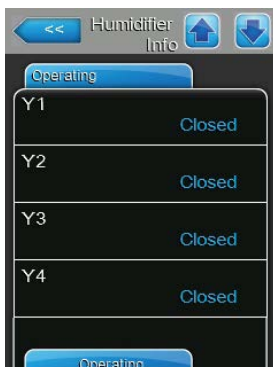 << Humidifier
Info
Operating
Y1
Closed
Y2
Closed
Y3
Closed
Y4
Closed
Operating